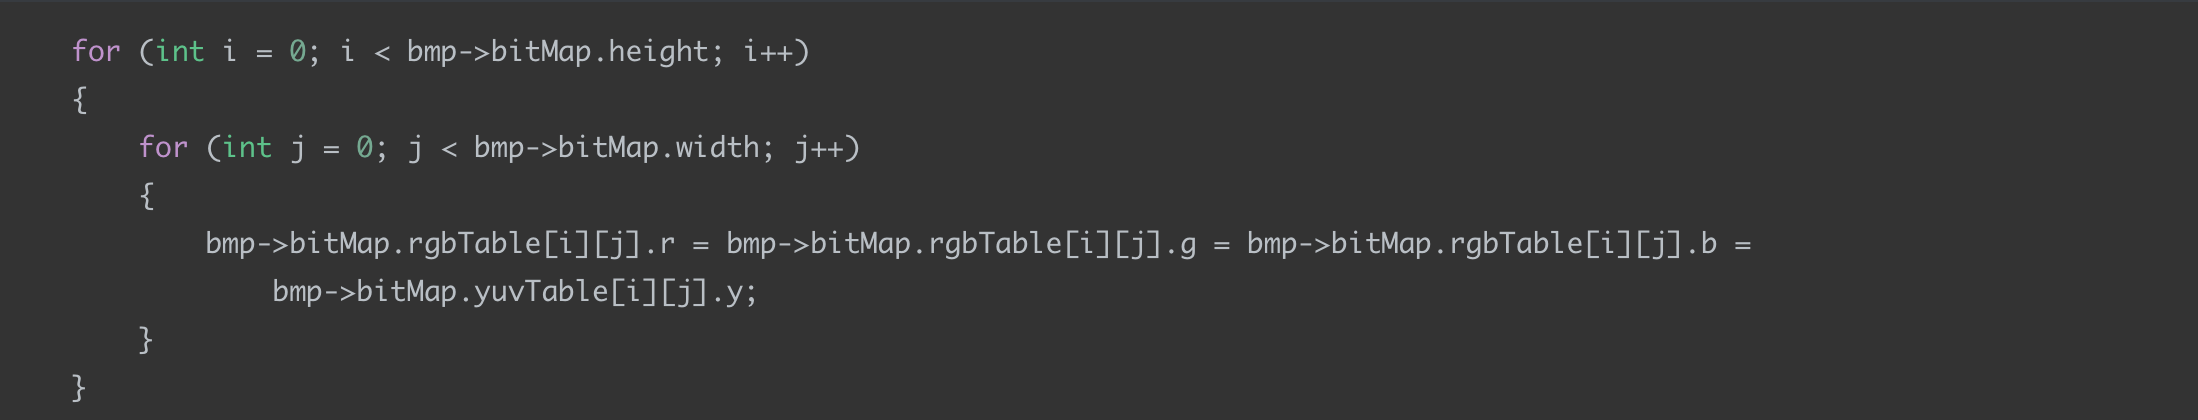 for (int i = 0; i < bmp->bitMap.height; i++)
{
    for (int j = 0; j < bmp->bitMap.width; j++)
    {
        bmp->bitMap.rgbTable[i][j].r = bmp->bitMap.rgbTable[i][j].g = bmp->bitMap.rgbTable[i][j].b =
            bmp->bitMap.yuvTable[i][j].y;
    }
}